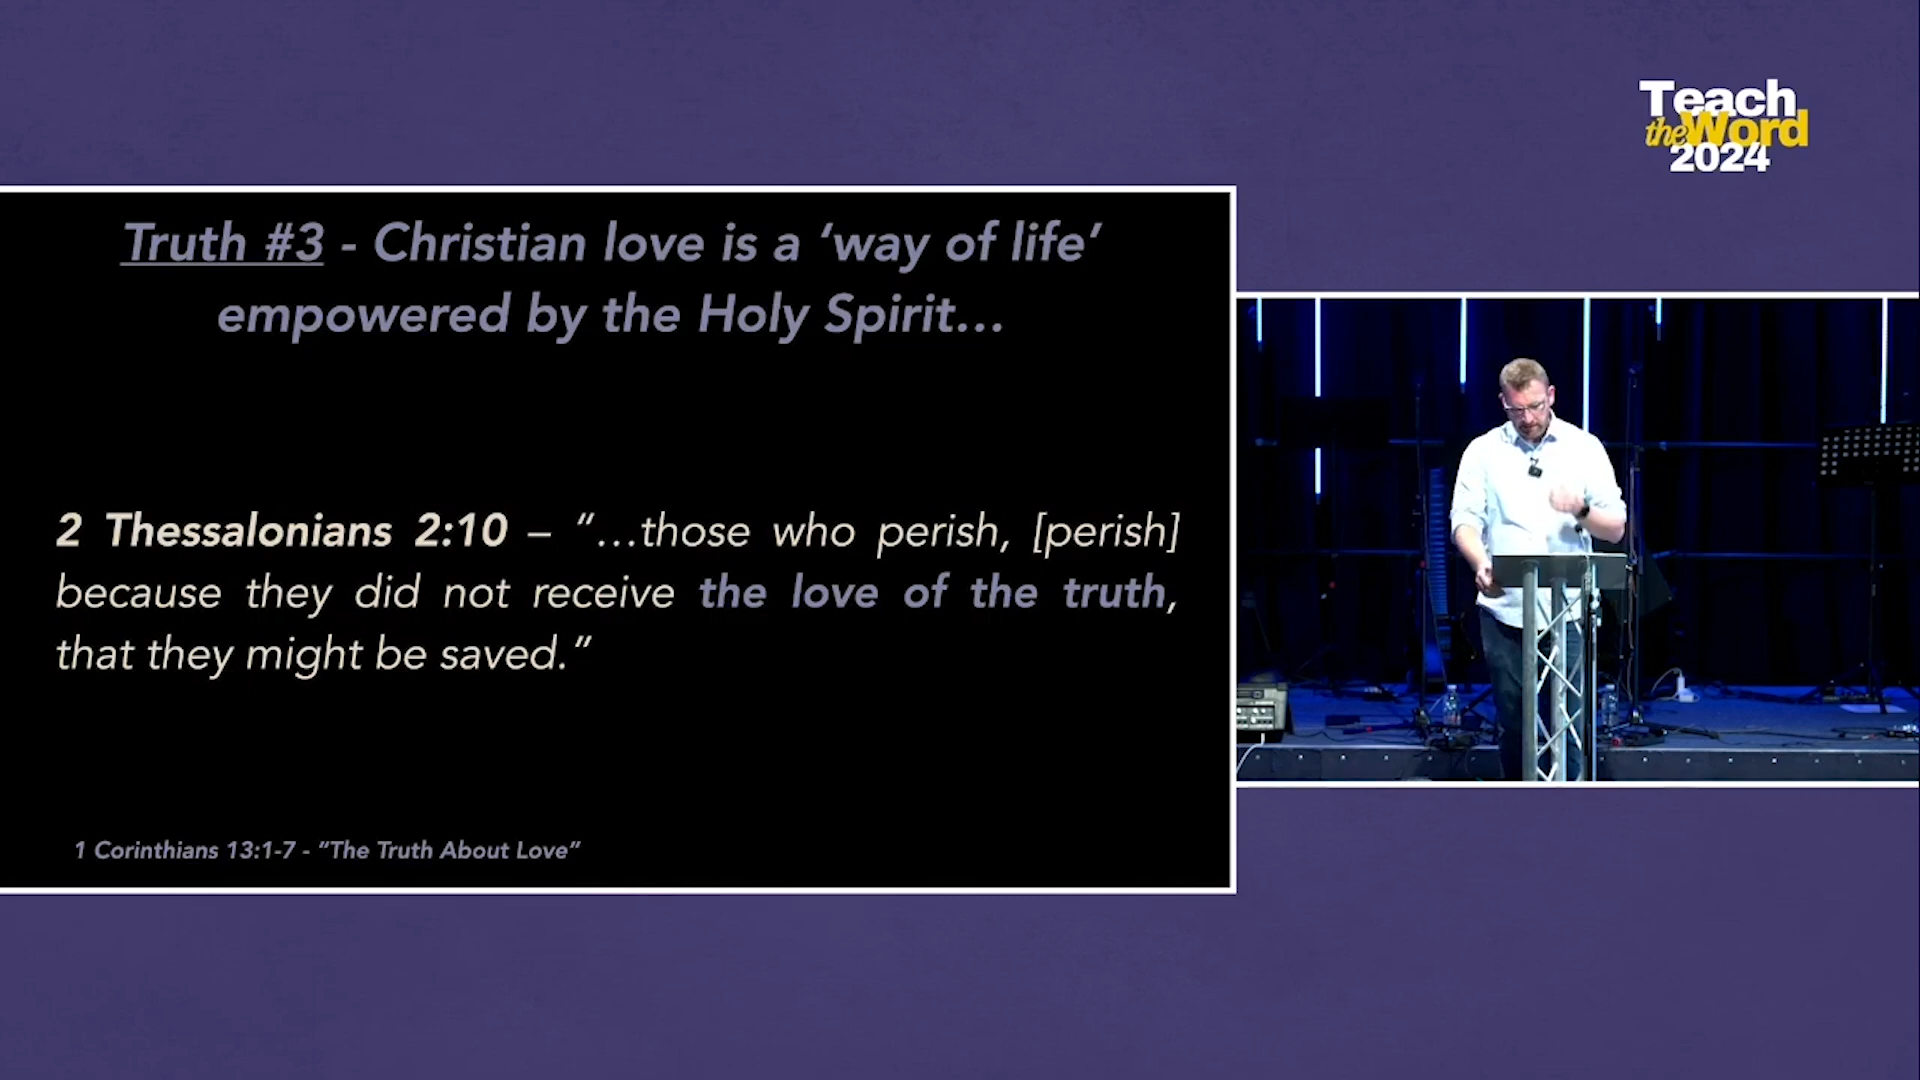 Teach
the Word
2024
Truth #3 - Christian love is a ‘way of life’
empowered by the Holy Spirit…
2 Thessalonians 2:10 – “…those who perish, [perish]
because they did not receive the love of the truth,
that they might be saved.”
1 Corinthians 13:1-7 - “The Truth About Love”